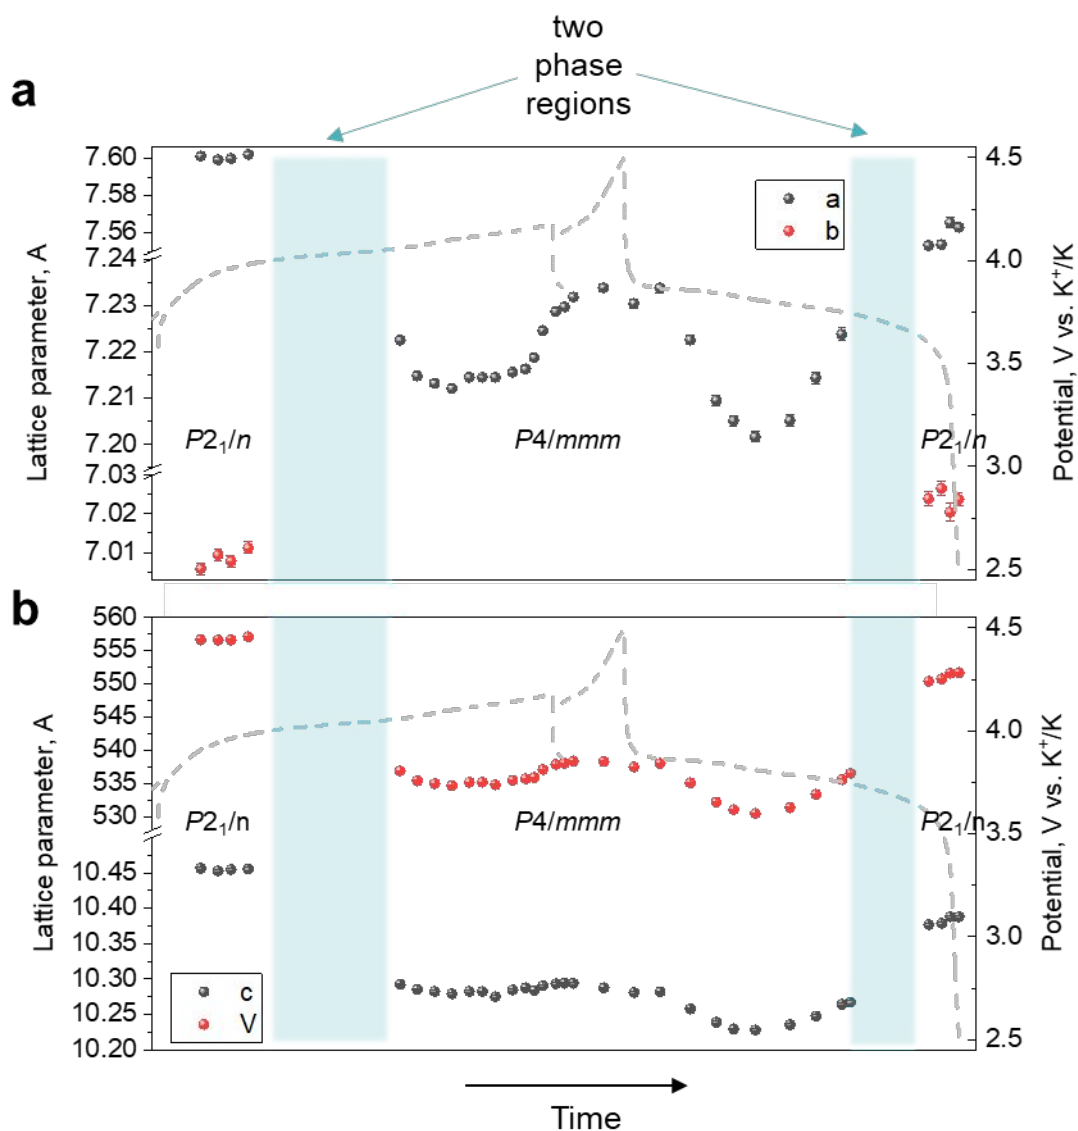 two
phase
regions
a
7.60
7.58
7.56
7.24
7.23
7.22
7.21
7.20
7.03
7.02
7.01
Lattice parameter, A
P2₁/n
P4/mmm
P2₁/n
a
b
4.5
4.0
3.5
3.0
2.5
Potential, V vs. K⁺/K
b
560
555
550
545
540
535
530
10.45
10.40
10.35
10.30
10.25
10.20
Lattice parameter, A
P2₁/n
P4/mmm
P2₁/n
c
V
4.5
4.0
3.5
3.0
2.5
Potential, V vs. K⁺/K
Time